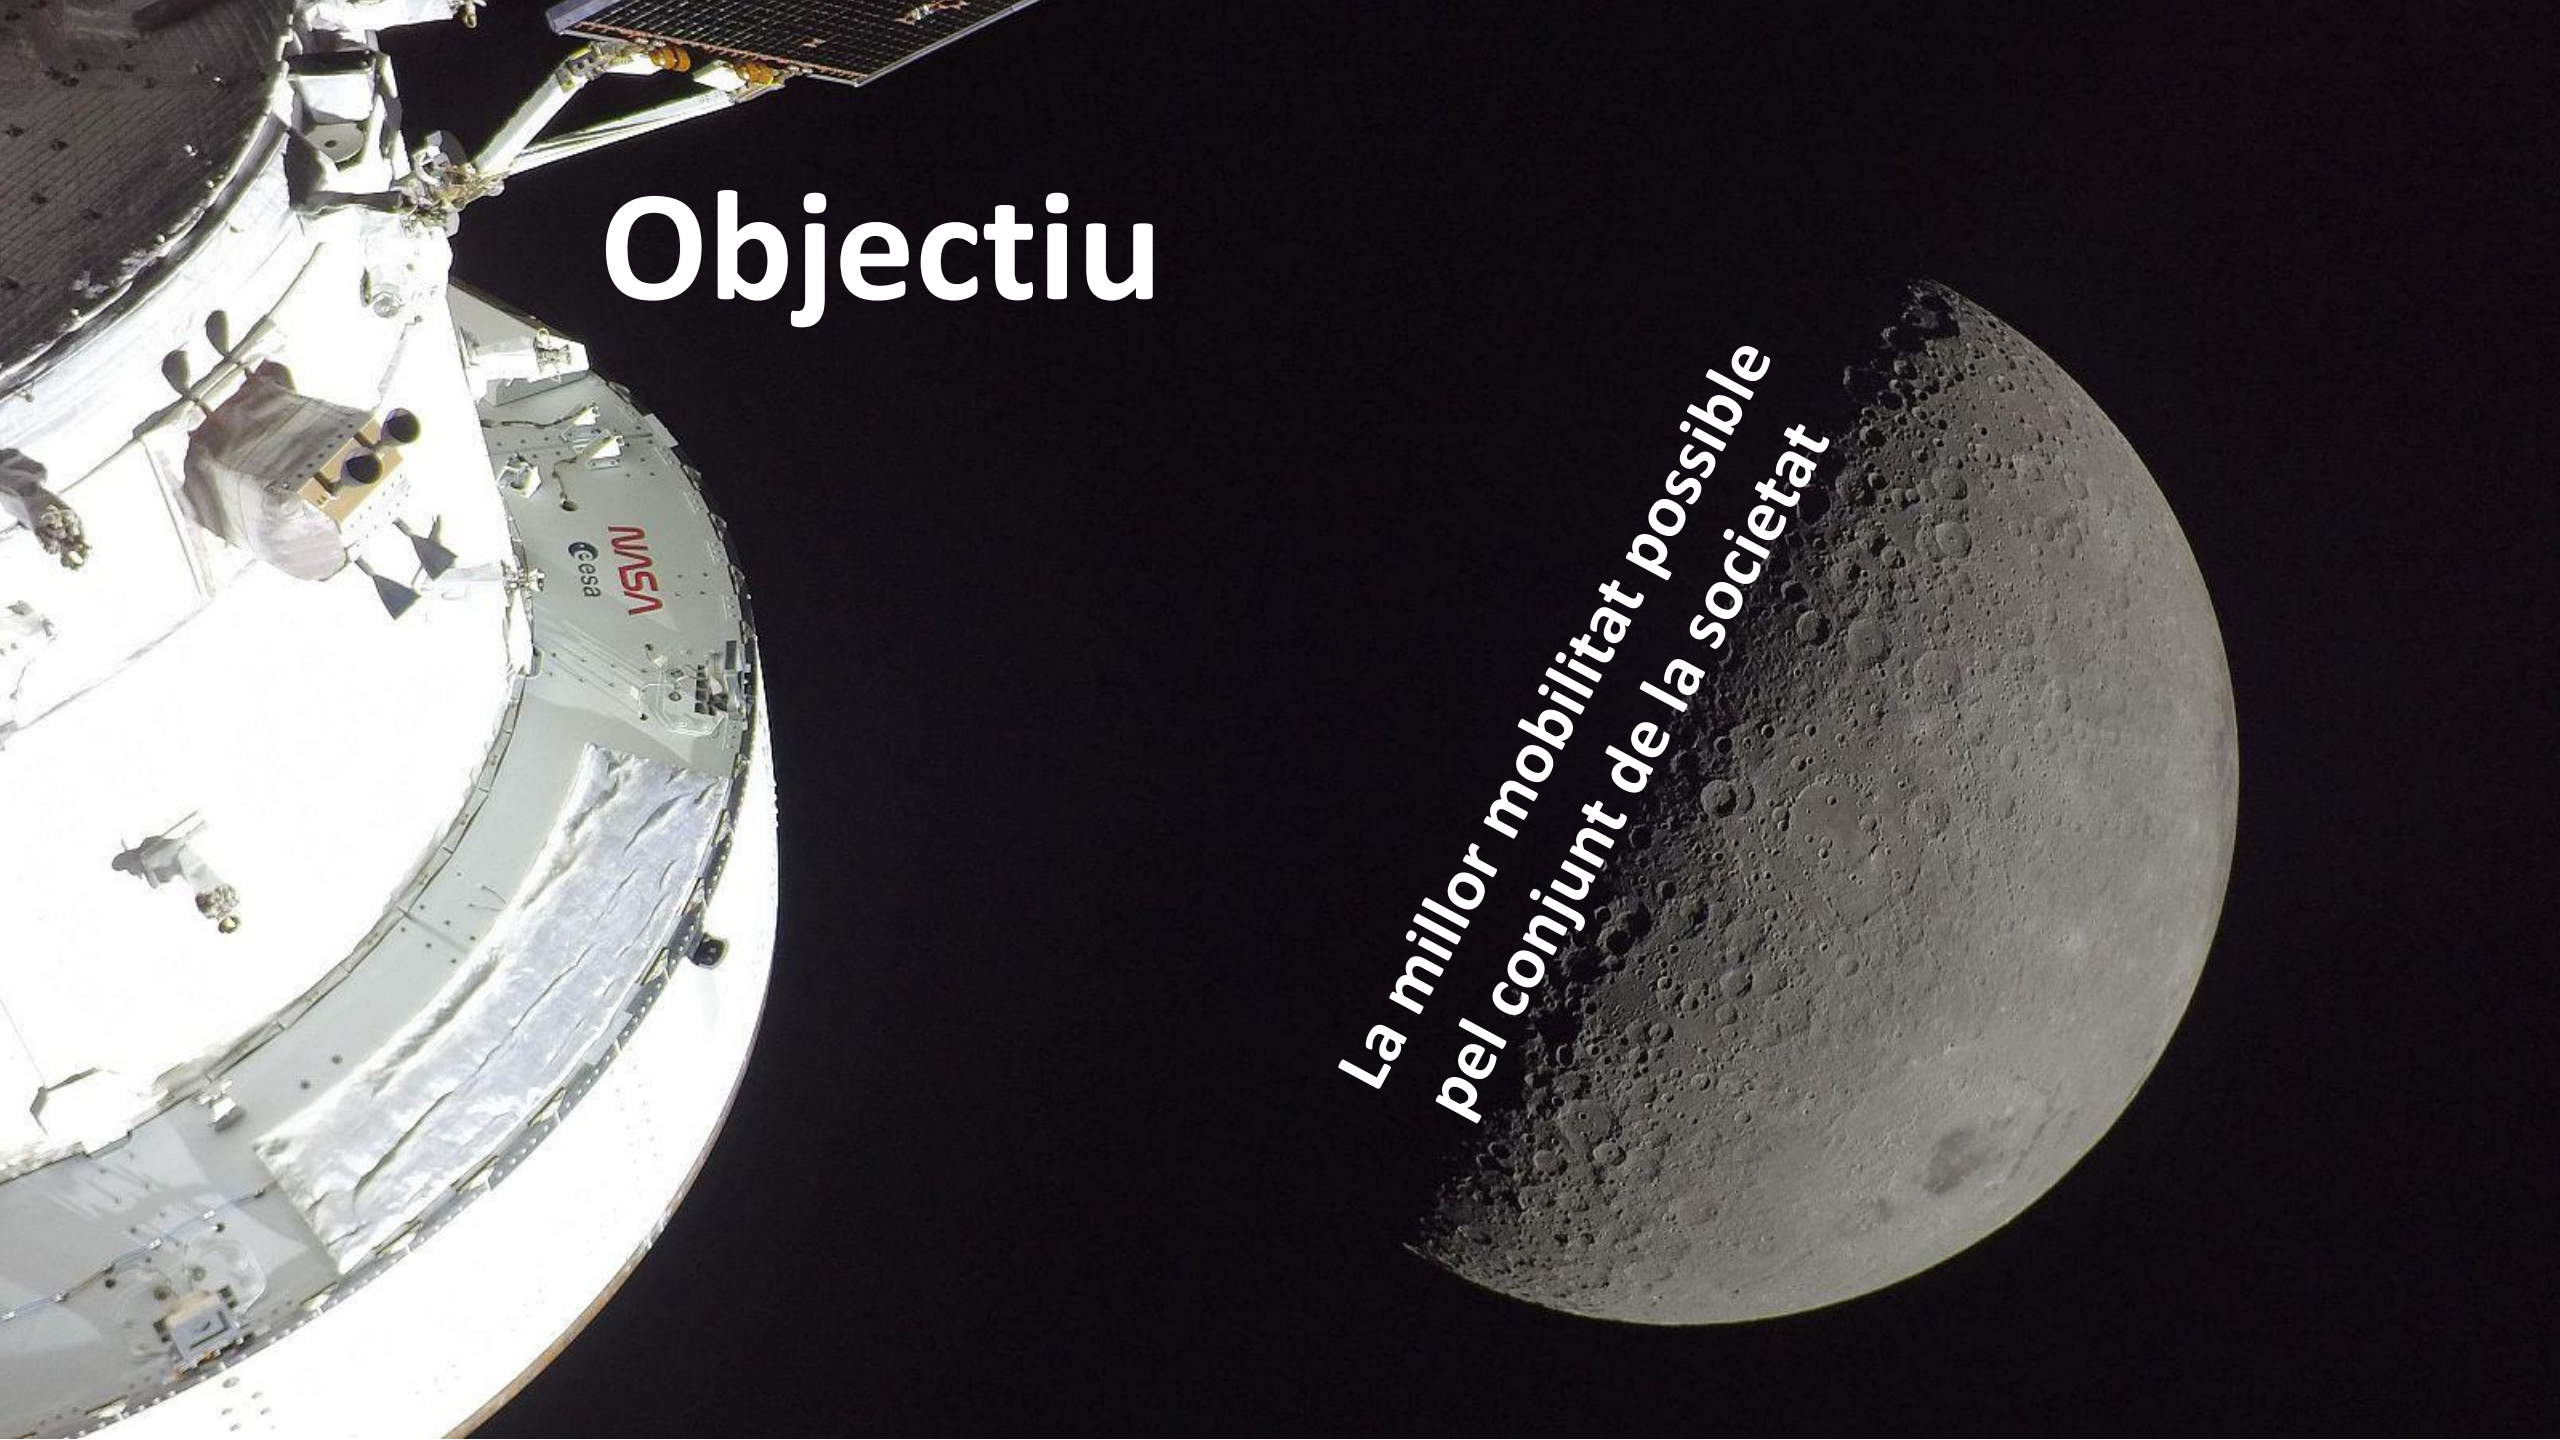 Objectiu
La millor mobilitat possible
pel conjunt de la societat
esa
NASA